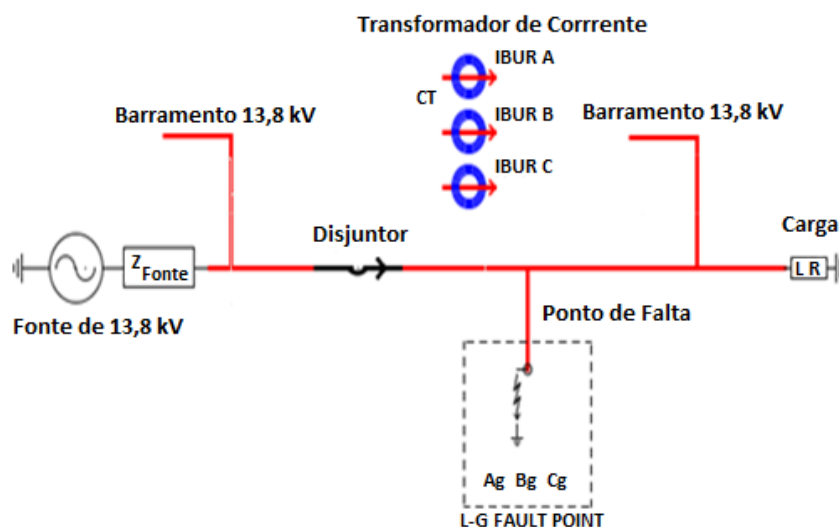 Transformador de Corrrente
IBUR A
CT
IBUR B
IBUR C
Barramento 13,8 kV
Barramento 13,8 kV
Disjuntor
Carga
Z Fonte
L R
Fonte de 13,8 kV
Ponto de Falta
Ag Bg Cg
L-G FAULT POINT